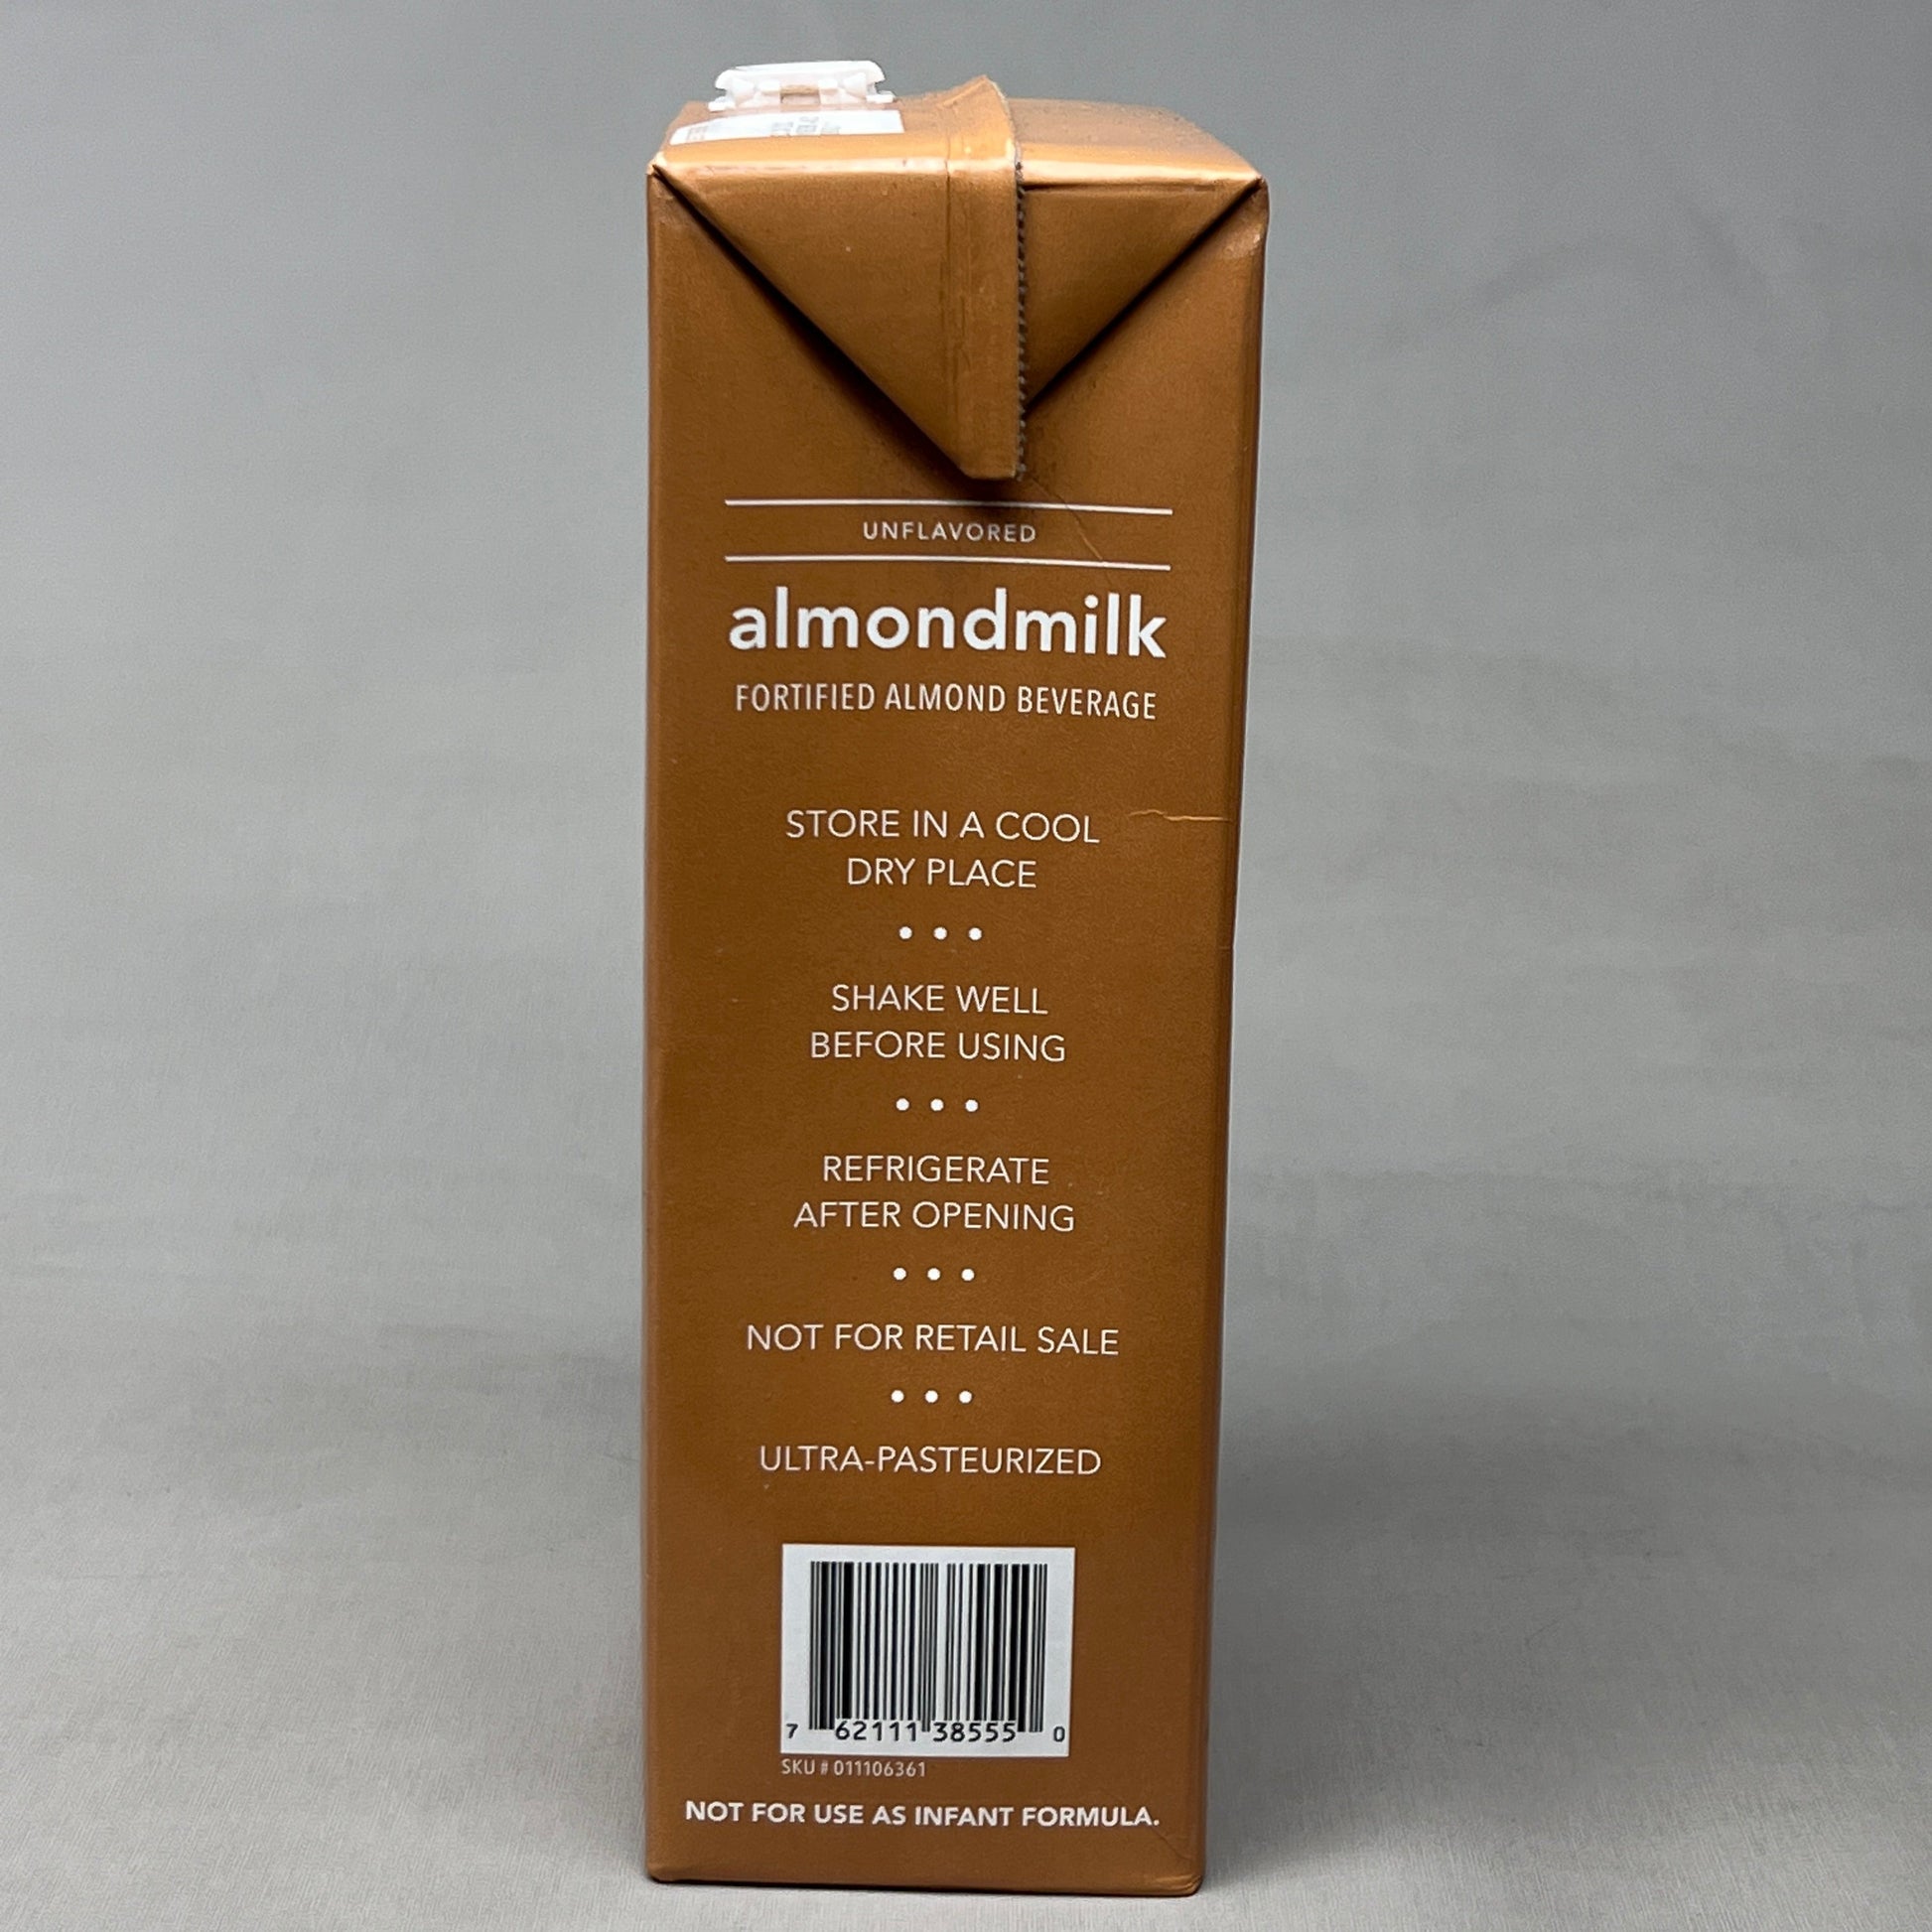 UNFLAVORED
almondmilk
FORTIFIED ALMOND BEVERAGE
STORE IN A COOL
DRY PLACE
• • •
SHAKE WELL
BEFORE USING
• • •
REFRIGERATE
AFTER OPENING
• • •
NOT FOR RETAIL SALE
• • •
ULTRA-PASTEURIZED
7 62111 38555 0
SKU # 011106361
NOT FOR USE AS INFANT FORMULA.